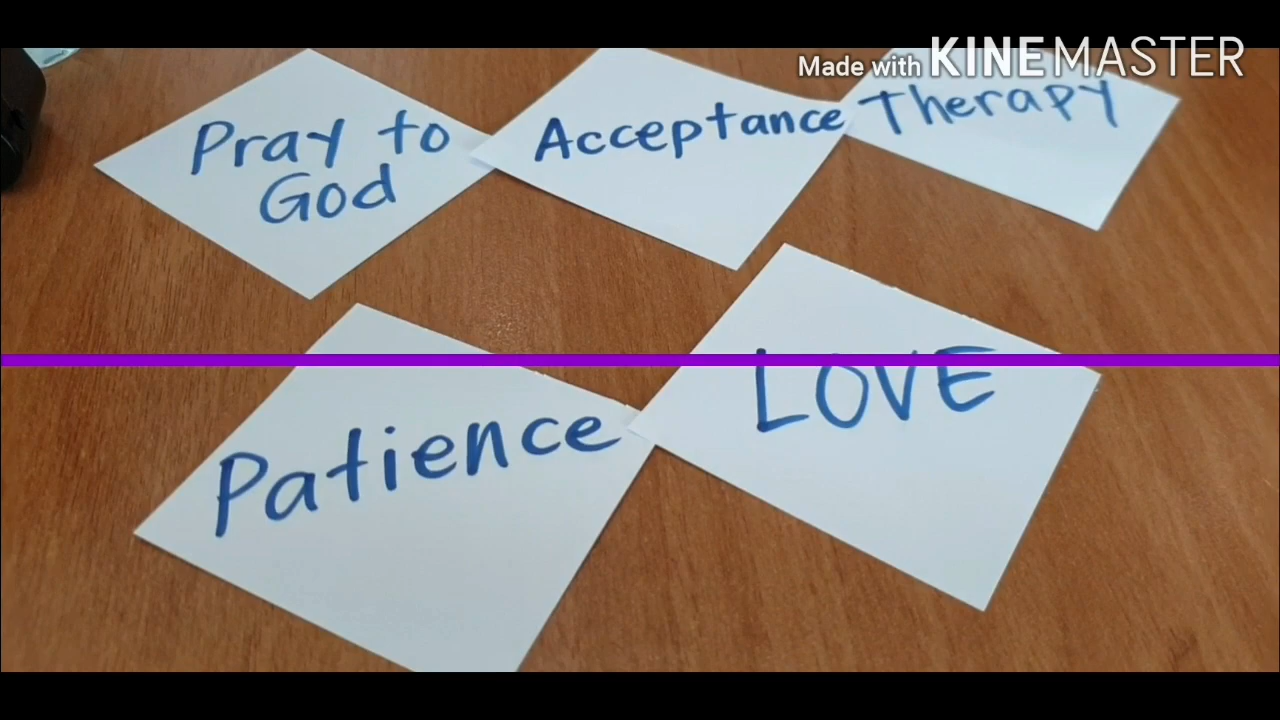 Made with KINEMASTER
Pray to
God
Acceptance
Therapy
Patience
LOVE